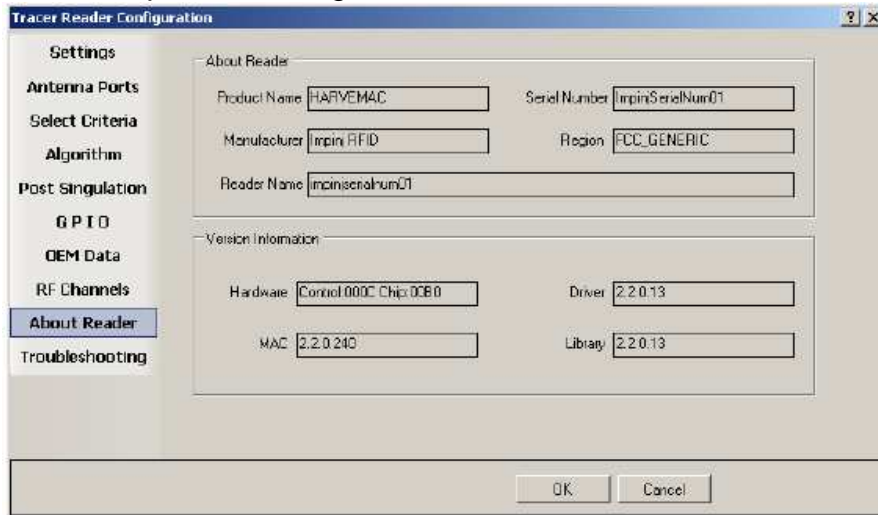 Tracer Reader Configuration
Settings
Antenna Ports
Select Criteria
Algorithm
Post Singulation
GPIO
OEM Data
RF Channels
About Reader
Troubleshooting
About Reader
Product Name HARVEMAC
Serial Number ImpinjSerialNum01
Manufacturer Impinj RFID
Region FCC_GENERIC
Reader Name impinjserialnum01
Version Information
Hardware Control:000C Chip:00B0
Driver 2.2.0.13
MAC 2.2.0.240
Library 2.2.0.13
OK
Cancel